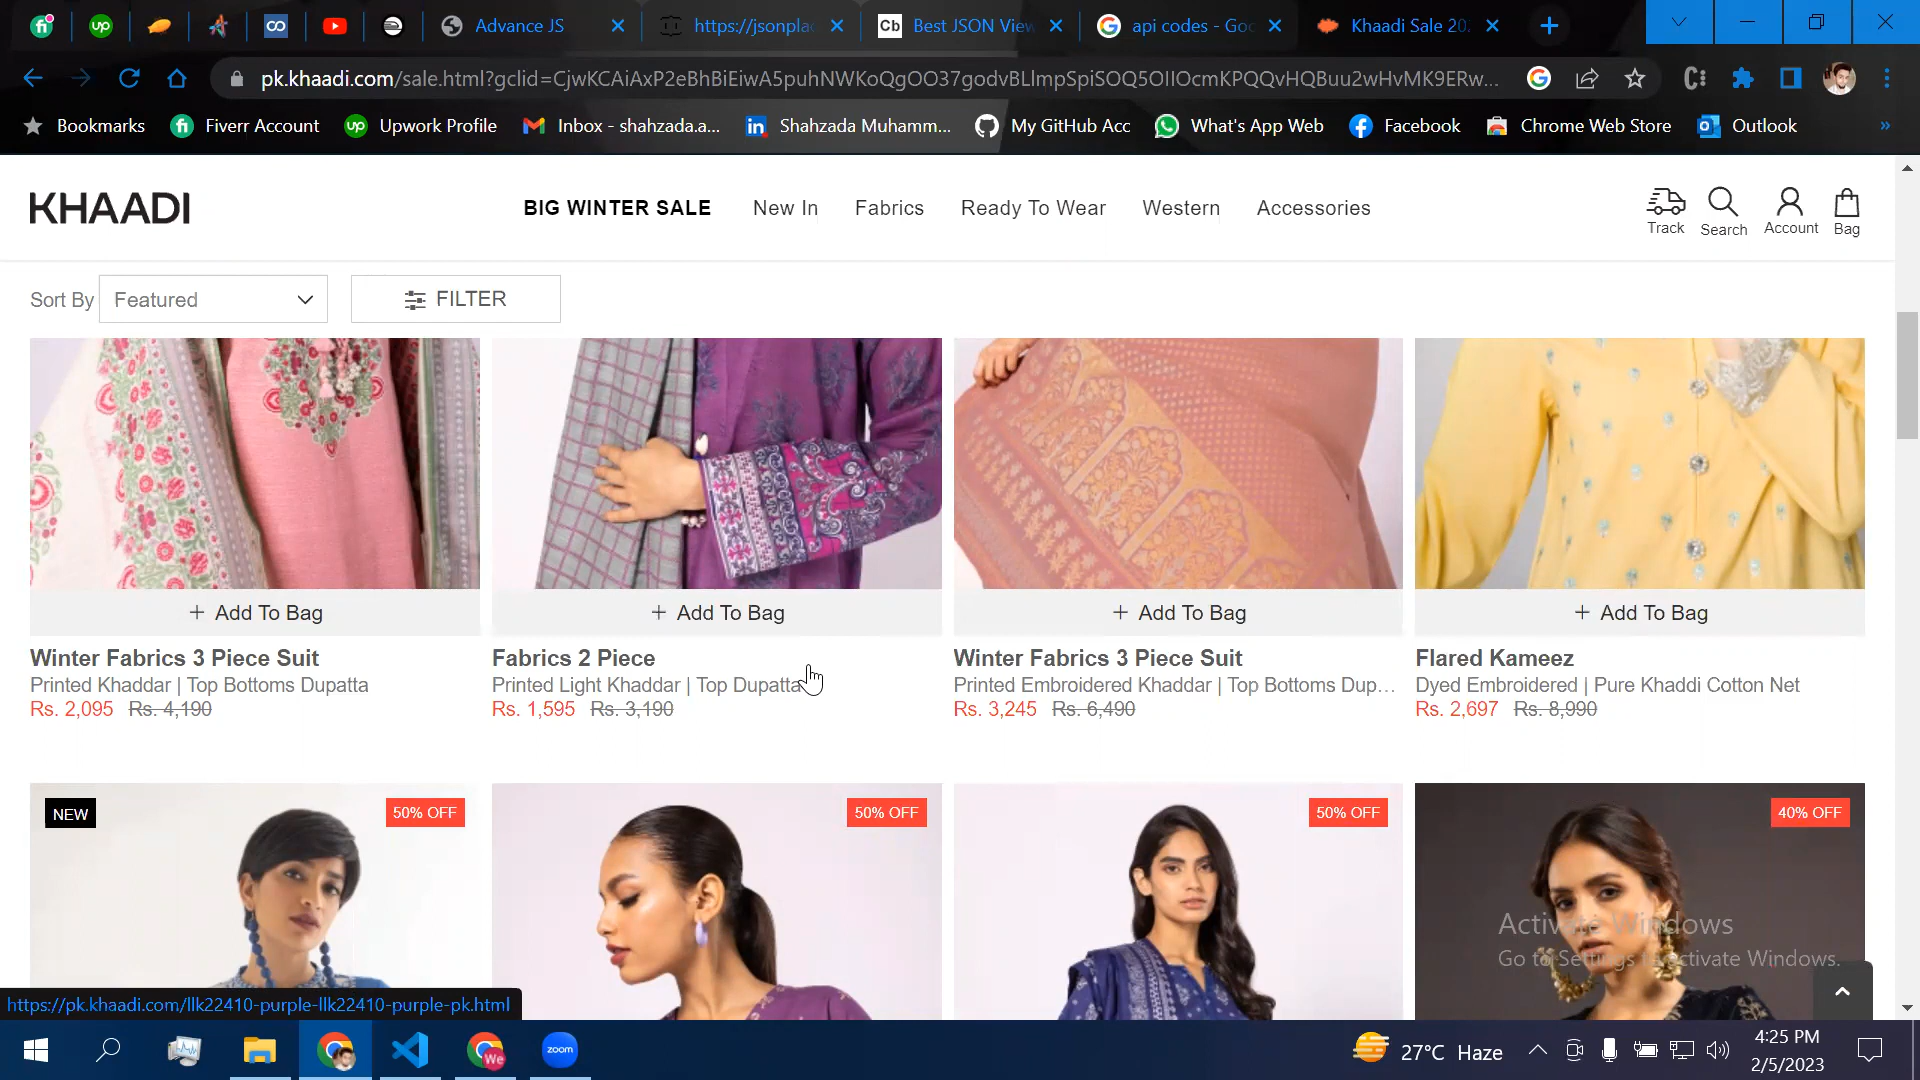 Advance JS
https://jsonpla
Cb Best JSON View
api codes - Goo
Khaadi Sale 202
pk.khaadi.com/sale.html?gclid=CjwKCAiAxP2eBhBiEiwA5puhNWKoQgOO37godvBLlmpSpiSOQ5OIIOcmKPQQvHQBuu2wHvMK9ERw...
Bookmarks
Fiverr Account
Upwork Profile
Inbox - shahzada.a...
Shahzada Muhamm...
My GitHub Acc
What's App Web
Facebook
Chrome Web Store
Outlook
KHAADI
BIG WINTER SALE
New In
Fabrics
Ready To Wear
Western
Accessories
Track
Search
Account
Bag
Sort By Featured
FILTER
+ Add To Bag
+ Add To Bag
+ Add To Bag
+ Add To Bag
Winter Fabrics 3 Piece Suit
Printed Khaddar | Top Bottoms Dupatta
Rs. 2,095 Rs. 4,190
Fabrics 2 Piece
Printed Light Khaddar | Top Dupatta
Rs. 1,595 Rs. 3,190
Winter Fabrics 3 Piece Suit
Printed Embroidered Khaddar | Top Bottoms Dup...
Rs. 3,245 Rs. 6,490
Flared Kameez
Dyed Embroidered | Pure Khaddi Cotton Net
Rs. 2,697 Rs. 8,990
NEW
50% OFF
50% OFF
50% OFF
40% OFF
Activate Windows
Go to Settings to activate Windows.
https://pk.khaadi.com/llk22410-purple-llk22410-purple-pk.html
We
zoom
27°C Haze
4:25 PM
2/5/2023